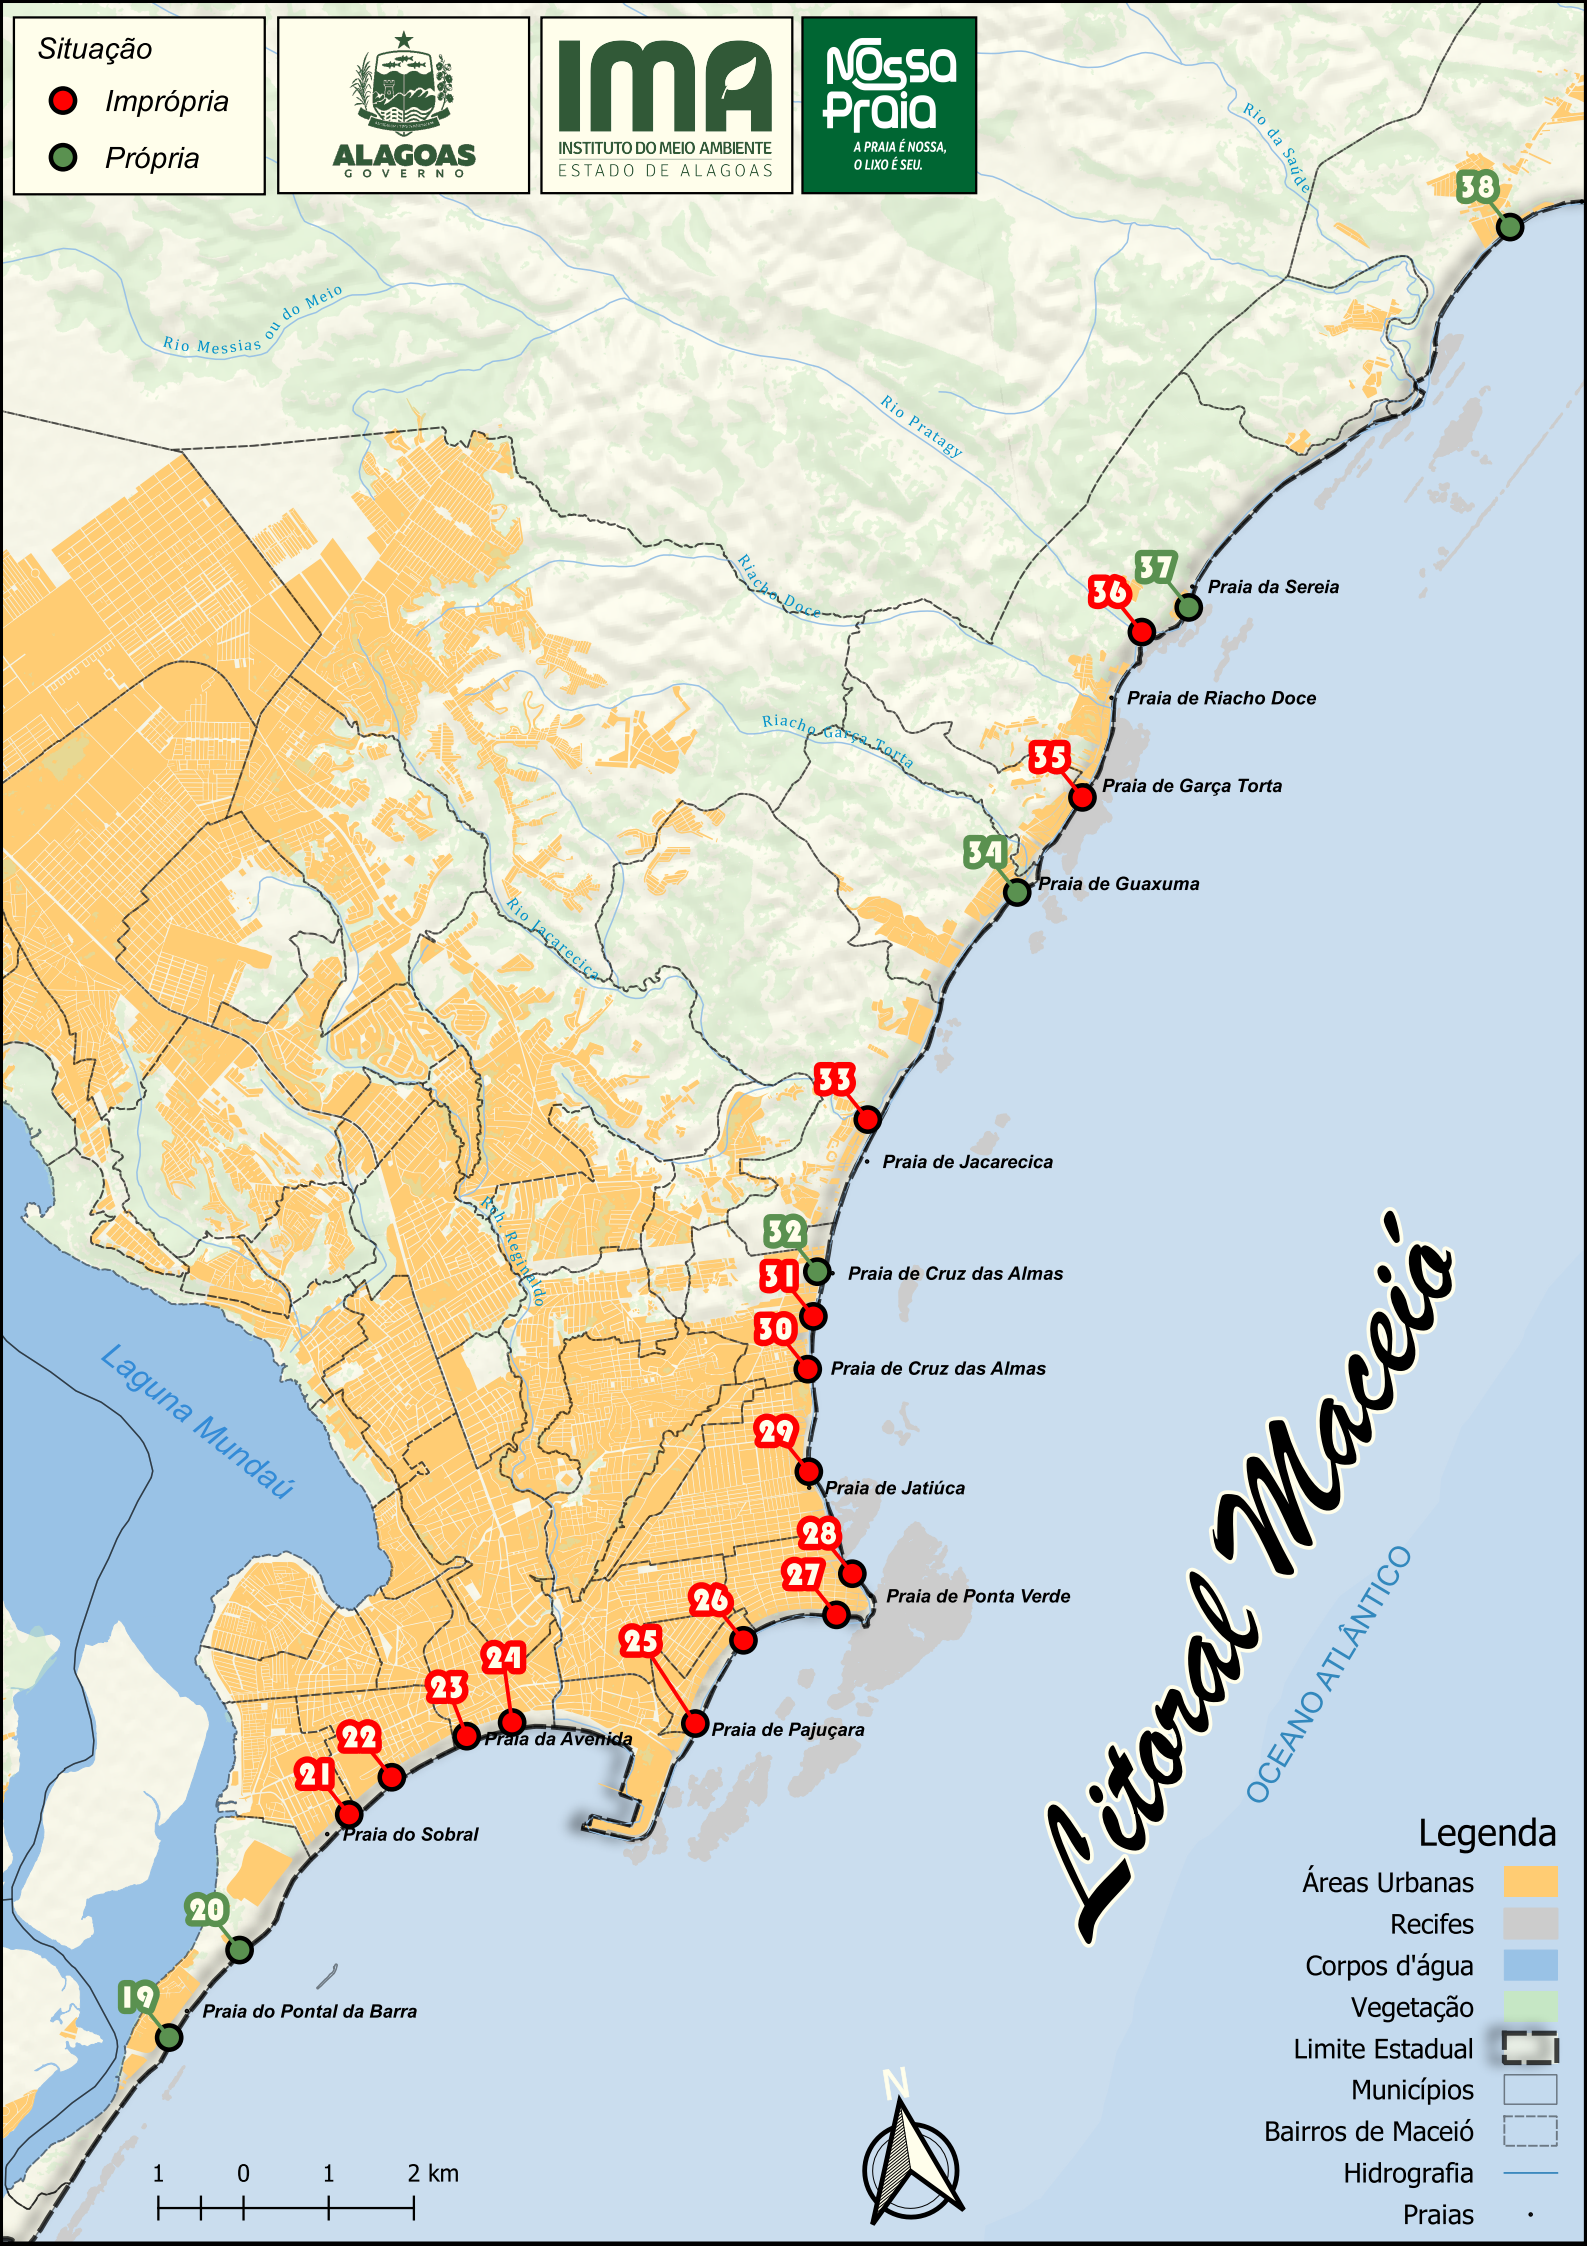 Situação
Imprópria
Própria
ALAGOAS
GOVERNO
IMA
INSTITUTO DO MEIO AMBIENTE
ESTADO DE ALAGOAS
Nossa
Praia
A PRAIA É NOSSA,
O LIXO É SEU.
Rio da Saúde
38
Rio Messias ou do Meio
Rio Pratagy
Riacho Doce
37
Praia da Sereia
36
Praia de Riacho Doce
Riacho Garça Torta
35
Praia de Garça Torta
34
Praia de Guaxuma
Rio Jacarecica
33
Praia de Jacarecica
Rch. Reginaldo
32
Praia de Cruz das Almas
31
30
Praia de Cruz das Almas
Laguna Mundaú
29
Praia de Jatiúca
28
27
Praia de Ponta Verde
26
25
24
23
Praia de Pajuçara
Praia da Avenida
22
21
Praia do Sobral
20
19
Praia do Pontal da Barra
Litoral Maceió
OCEANO ATLÂNTICO
Legenda
Áreas Urbanas
Recifes
Corpos d'água
Vegetação
Limite Estadual
Municípios
Bairros de Maceió
Hidrografia
Praias
N
1 0 1 2 km